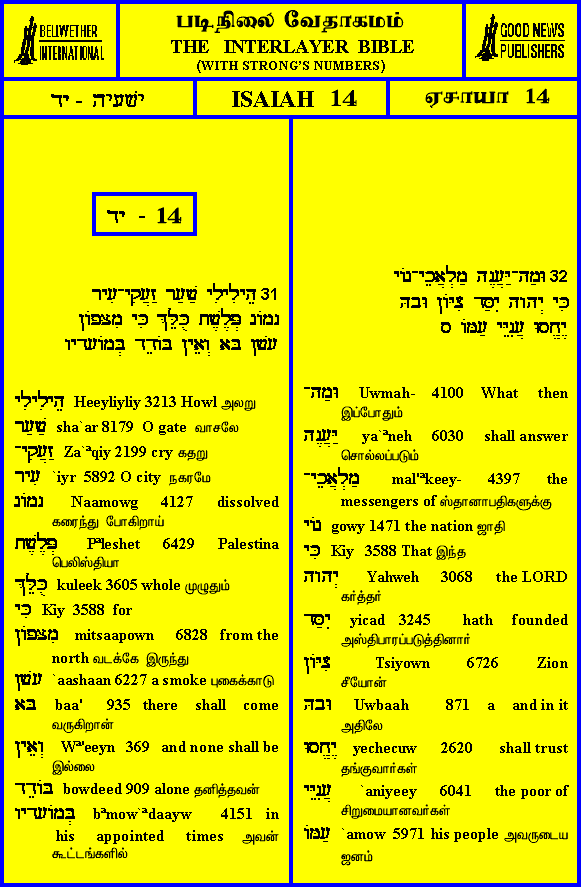 BELLWETHER
INTERNATIONAL
படிநிலை வேதாகமம்
THE INTERLAYER BIBLE
(WITH STRONG'S NUMBERS)
GOOD NEWS
PUBLISHERS
ישעיה - יד
ISAIAH 14
ஏசாயா 14
יד - 14
31 הֵילִילִי שַׁעַר זַעֲקִי־עִיר
נָמוֹג פְּלֶשֶׁת כֻּלֵּךְ כִּי מִצָּפוֹן
עָשָׁן בָּא וְאֵין בּוֹדֵד בְּמוֹעָדָיו
הֵילִילִי Heeyliyliy 3213 Howl அலறு
שַׁעַר sha`ar 8179 O gate வாசலே
זַעֲקִי־ Za`ᵃqiy 2199 cry கதறு
עִיר `iyr 5892 O city நகரமே
נָמוֹג Naamowg 4127 dissolved
கரைந்து போகிறாய்
פְּלֶשֶׁת Pᵃleshet 6429 Palestina
பெலிஸ்தியா
כֻּלֵּךְ kuleek 3605 whole முழுதும்
כִּי Kiy 3588 for
מִצָּפוֹן mitsaapown 6828 from the
north வடக்கே இருந்து
עָשָׁן `aashaan 6227 a smoke புகைக்காடு
בָּא baa' 935 there shall come
வருகிறான்
וְאֵין Wᵃ'eeyn 369 and none shall be
இல்லை
בּוֹדֵד bowdeed 909 alone தனித்தவன்
בְּמוֹעָדָיו bᵃmow`ᵃdaayw 4151 in
his appointed times அவன்
கூட்டங்களில்
32 וּמַה־יַּעֲנֶה מַלְאֲכֵי־גוֹי
כִּי יְהוָה יִסַּד צִיּוֹן וּבָהּ
יֶחֱסוּ עֲנִיֵּי עַמּוֹ ס
וּמַה־ Uwmah- 4100 What then
இப்போதும்
יַּעֲנֶה ya`ᵃneh 6030 shall answer
சொல்லப்படும்
מַלְאֲכֵי־ mal'ᵃkeey- 4397 the
messengers of ஸ்தானாபதிகளுக்கு
גוֹי gowy 1471 the nation ஜாதி
כִּי Kiy 3588 That இந்த
יְהוָה Yahweh 3068 the LORD
கர்த்தர்
יִסַּד yicad 3245 hath founded
அஸ்திபாரப்படுத்தினார்
צִיּוֹן Tsiyown 6726 Zion
சீயோன்
וּבָהּ Uwbaah 871 a and in it
அதிலே
יֶחֱסוּ yechecuw 2620 shall trust
தங்குவார்கள்
עֲנִיֵּי `aniyeey 6041 the poor of
சிறுமையானவர்கள்
עַמּוֹ `amow 5971 his people அவருடைய
ஜனம்